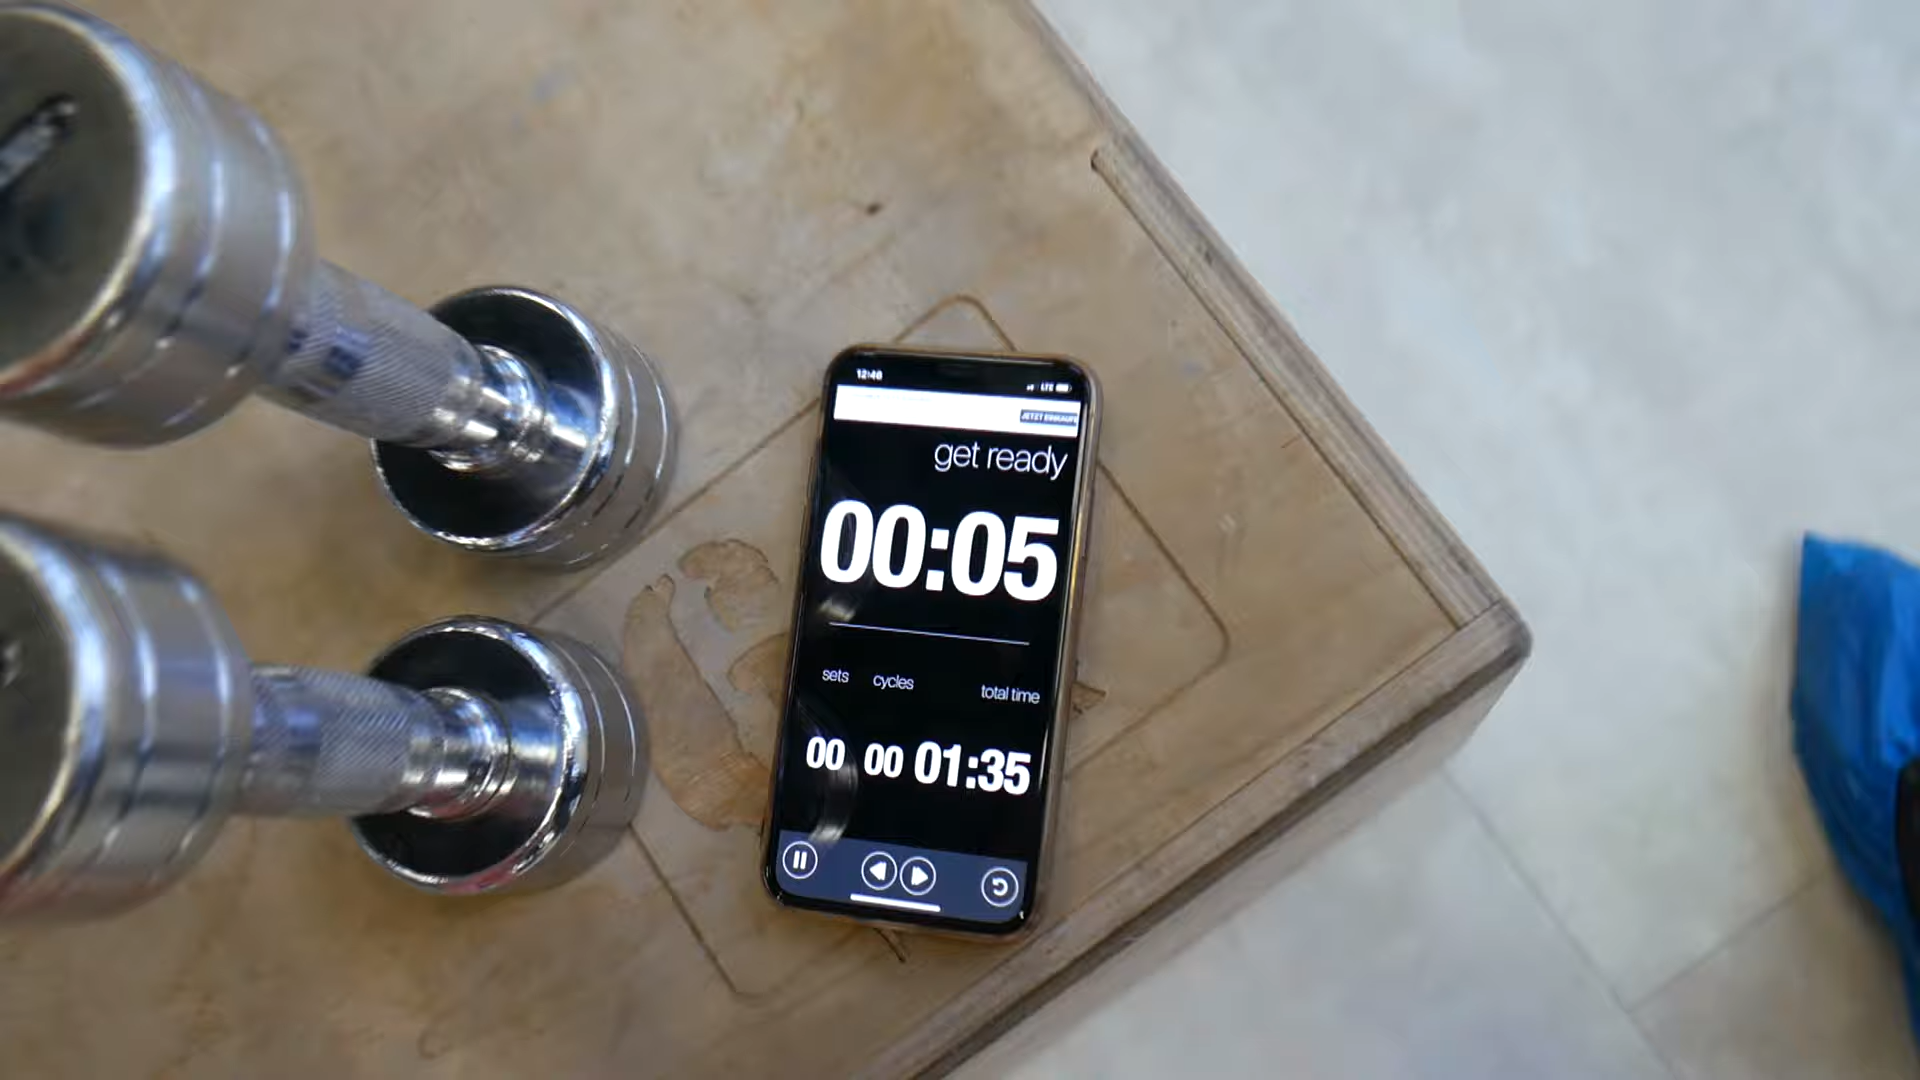 12:46
LTE
JETZT EINKAUFEN
get ready
00:05
sets cycles total time
00 00 01:35